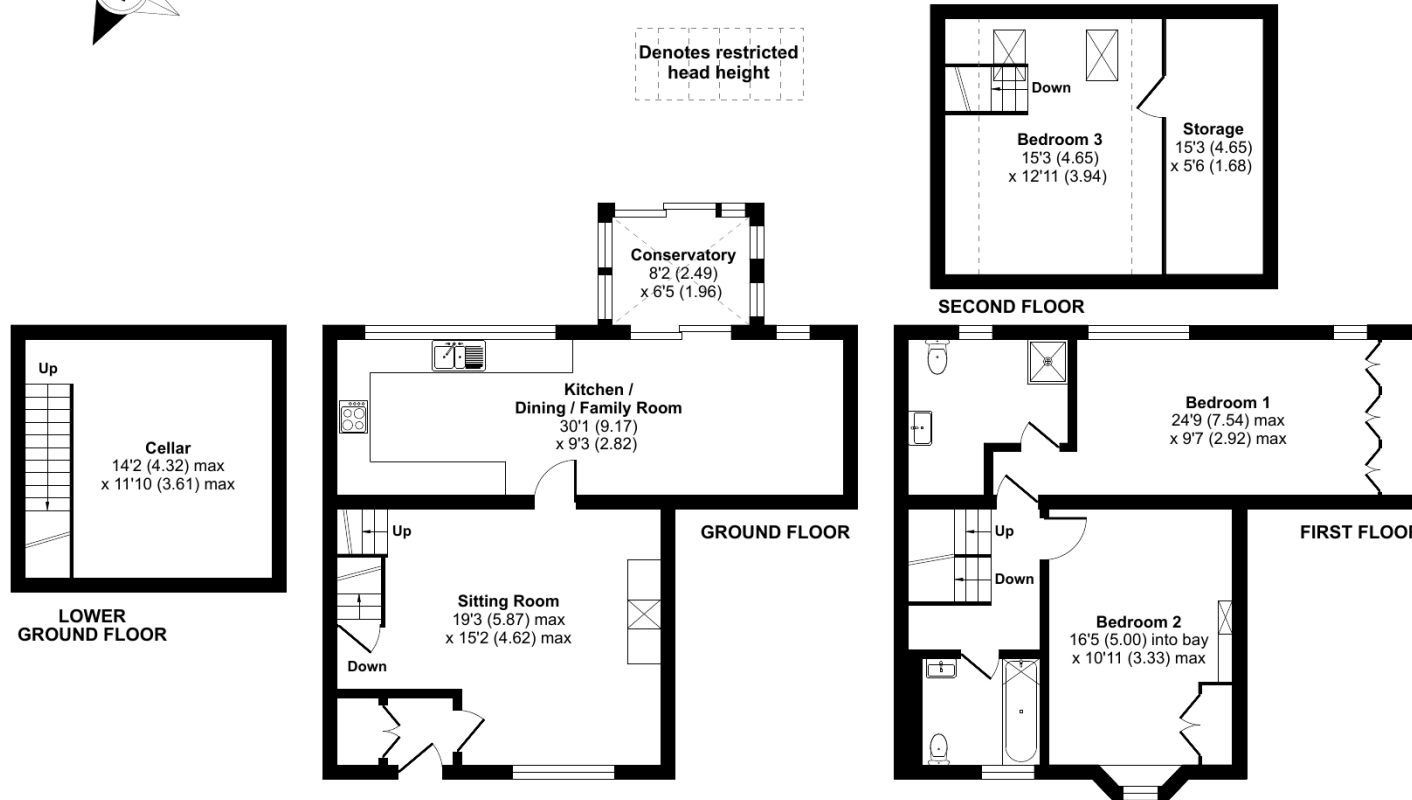 Denotes restricted
head height
Down
Bedroom 3
15'3 (4.65)
x 12'11 (3.94)
Storage
15'3 (4.65)
x 5'6 (1.68)
SECOND FLOOR
Conservatory
8'2 (2.49)
x 6'5 (1.96)
Up
Cellar
14'2 (4.32) max
x 11'10 (3.61) max
LOWER
GROUND FLOOR
Kitchen /
Dining / Family Room
30'1 (9.17)
x 9'3 (2.82)
Up
Sitting Room
19'3 (5.87) max
x 15'2 (4.62) max
Down
GROUND FLOOR
Bedroom 1
24'9 (7.54) max
x 9'7 (2.92) max
Up
Down
Bedroom 2
16'5 (5.00) into bay
x 10'11 (3.33) max
FIRST FLOOR